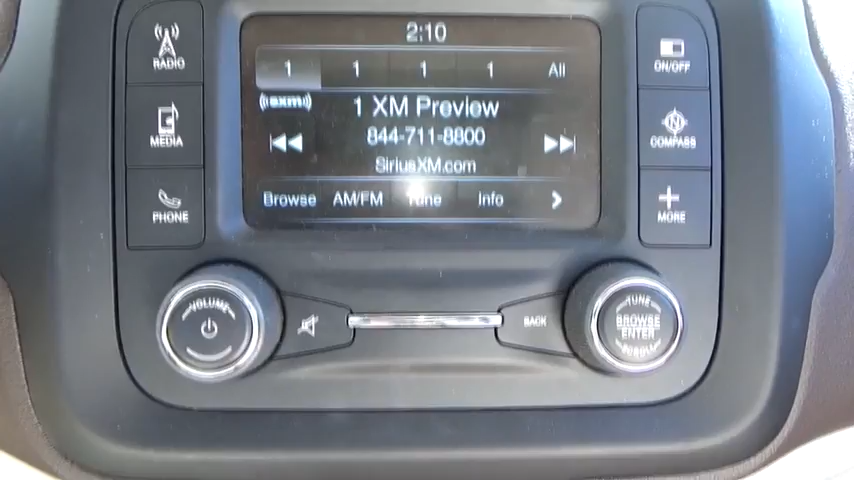 2:10
RADIO
ON/OFF
1 1 1 1 All
((SXM))
1 XM Preview
844-711-8800
SiriusXM.com
MEDIA
N
COMPASS
Browse AM/FM Tune Info
PHONE
MORE
VOLUME
BACK
TUNE
BROWSE
ENTER
SCROLL